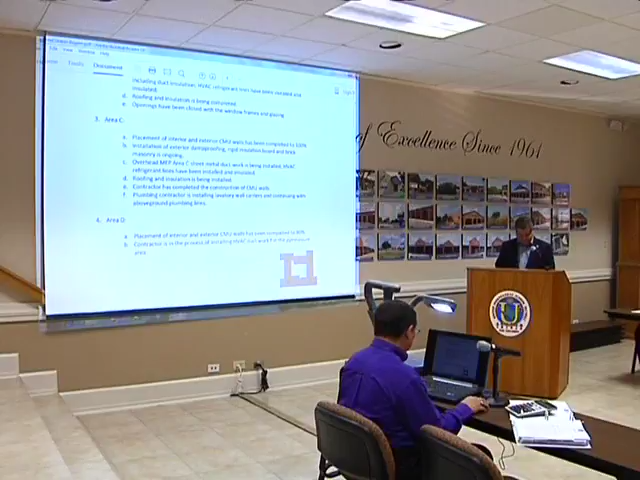 Tools Document
including duct insulation, HVAC refrigerant lines have been installed and
insulated.
d. Roofing and insulation is being completed.
e. Openings have been closed with the window frames and glazing
3. Area C:
a. Placement of interior and exterior CMU walls has been completed to 100%
b. Installation of exterior dampproofing, rigid insulation board and brick
masonry is ongoing.
c. Overhead MEP Area C sheet metal duct work is being installed, HVAC
refrigerant lines have been installed and insulated.
d. Roofing and insulation is being installed.
e. Contractor has completed the construction of CMU walls.
f. Plumbing contractor is installing lavatory wall carriers and continuing with
aboveground plumbing lines.
4. Area D:
a. Placement of interior and exterior CMU walls has been completed to 90%
b. Contractor is in the process of installing HVAC duct work in the gymnasium
area.
of Excellence Since 1961